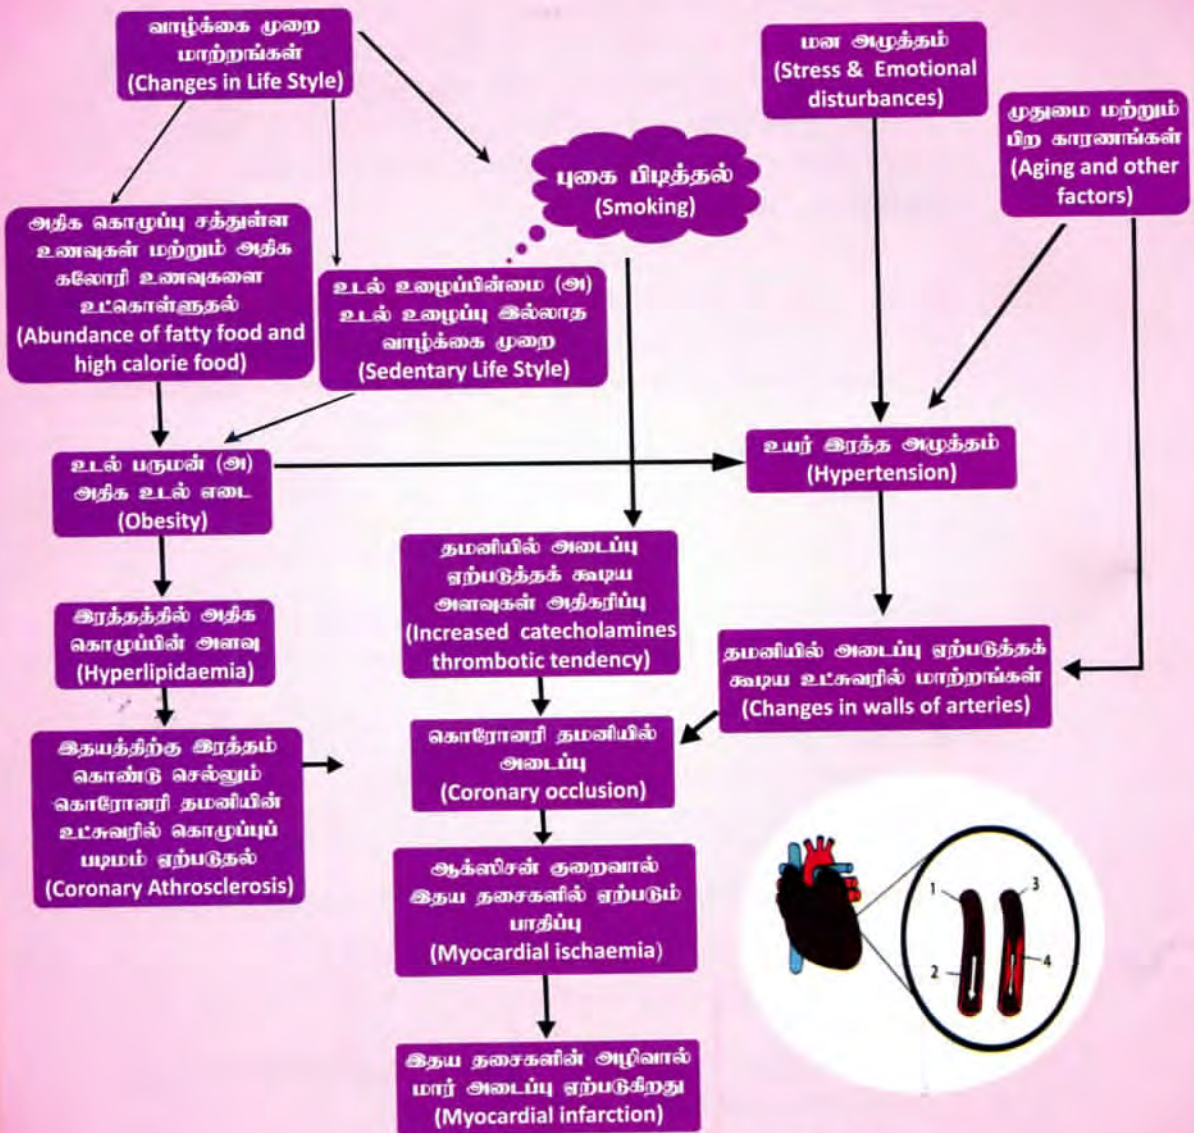 வாழ்க்கை முறை
மாற்றங்கள்
(Changes in Life Style)
மன அழுத்தம்
(Stress & Emotional
disturbances)
முதுமை மற்றும்
பிற காரணங்கள்
(Aging and other
factors)
புகை பிடித்தல்
(Smoking)
அதிக கொழுப்பு சத்துள்ள
உணவுகள் மற்றும் அதிக
கலோரி உணவுகளை
உட்கொள்ளுதல்
(Abundance of fatty food and
high calorie food)
உடல் உழைப்பின்மை (அ)
உடல் உழைப்பு இல்லாத
வாழ்க்கை முறை
(Sedentary Life Style)
உடல் பருமன் (அ)
அதிக உடல் எடை
(Obesity)
உயர் இரத்த அழுத்தம்
(Hypertension)
தமனியில் அடைப்பு
ஏற்படுத்தக் கூடிய
அளவுகள் அதிகரிப்பு
(Increased catecholamines
thrombotic tendency)
இரத்தத்தில் அதிக
கொழுப்பின் அளவு
(Hyperlipidaemia)
தமனியில் அடைப்பு ஏற்படுத்தக்
கூடிய உட்சுவரில் மாற்றங்கள்
(Changes in walls of arteries)
இதயத்திற்கு இரத்தம்
கொண்டு செல்லும்
கொரோனரி தமனியின்
உட்சுவரில் கொழுப்புப்
படிமம் ஏற்படுதல்
(Coronary Athrosclerosis)
கொரோனரி தமனியில்
அடைப்பு
(Coronary occlusion)
ஆக்ஸிசன் குறைவால்
இதய தசைகளில் ஏற்படும்
பாதிப்பு
(Myocardial ischaemia)
இதய தசைகளின் அழிவால்
மார் அடைப்பு ஏற்படுகிறது
(Myocardial infarction)
1 3
2 4